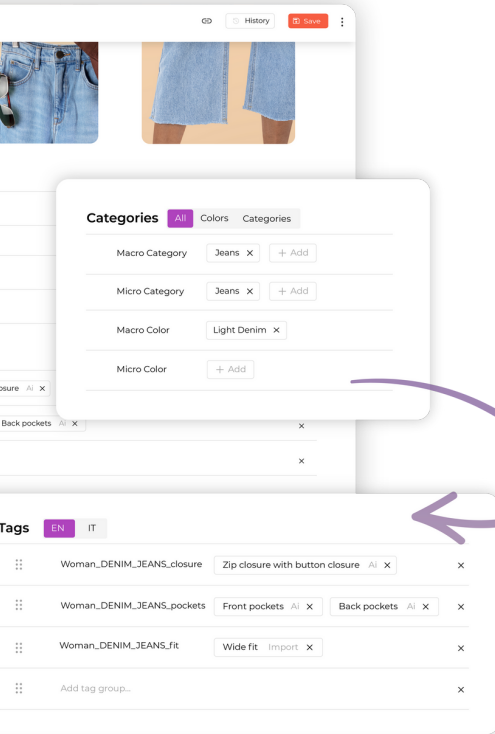 History
Save
Categories All Colors Categories
Macro Category Jeans × + Add
Micro Category Jeans × + Add
Macro Color Light Denim ×
Micro Color + Add
Ai ×
Back pockets Ai ×
×
×
Tags EN IT
Woman_DENIM_JEANS_closure Zip closure with button closure Ai × ×
Woman_DENIM_JEANS_pockets Front pockets Ai × Back pockets Ai × ×
Woman_DENIM_JEANS_fit Wide fit Import × ×
Add tag group... ×